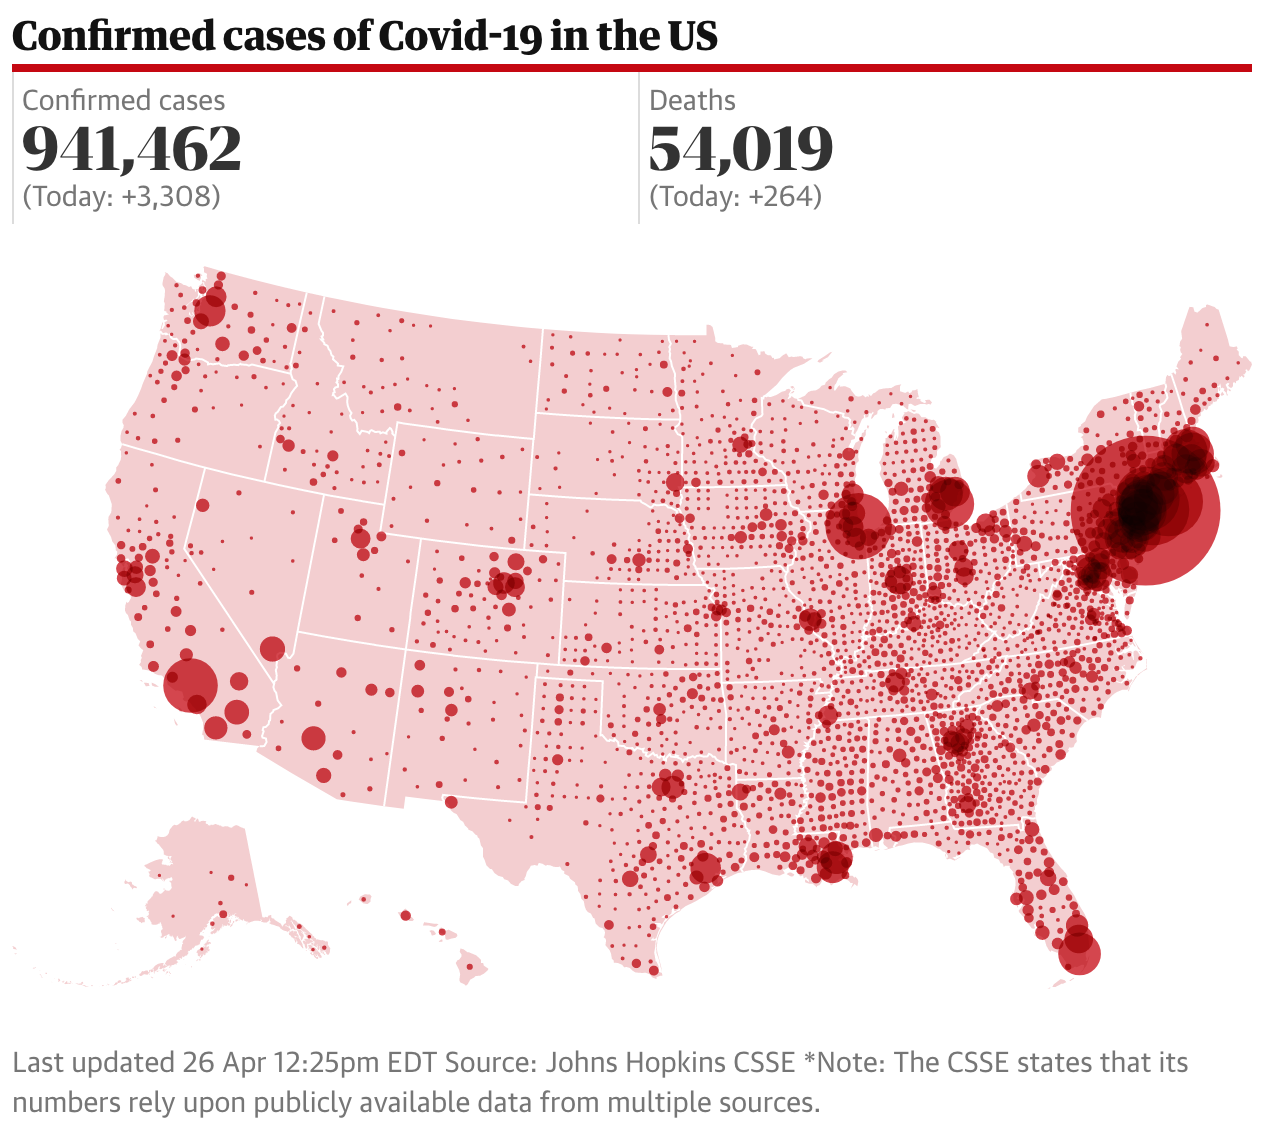 Confirmed cases of Covid-19 in the US
Confirmed cases
941,462
(Today: +3,308)
Deaths
54,019
(Today: +264)
Last updated 26 Apr 12:25pm EDT Source: Johns Hopkins CSSE *Note: The CSSE states that its
numbers rely upon publicly available data from multiple sources.